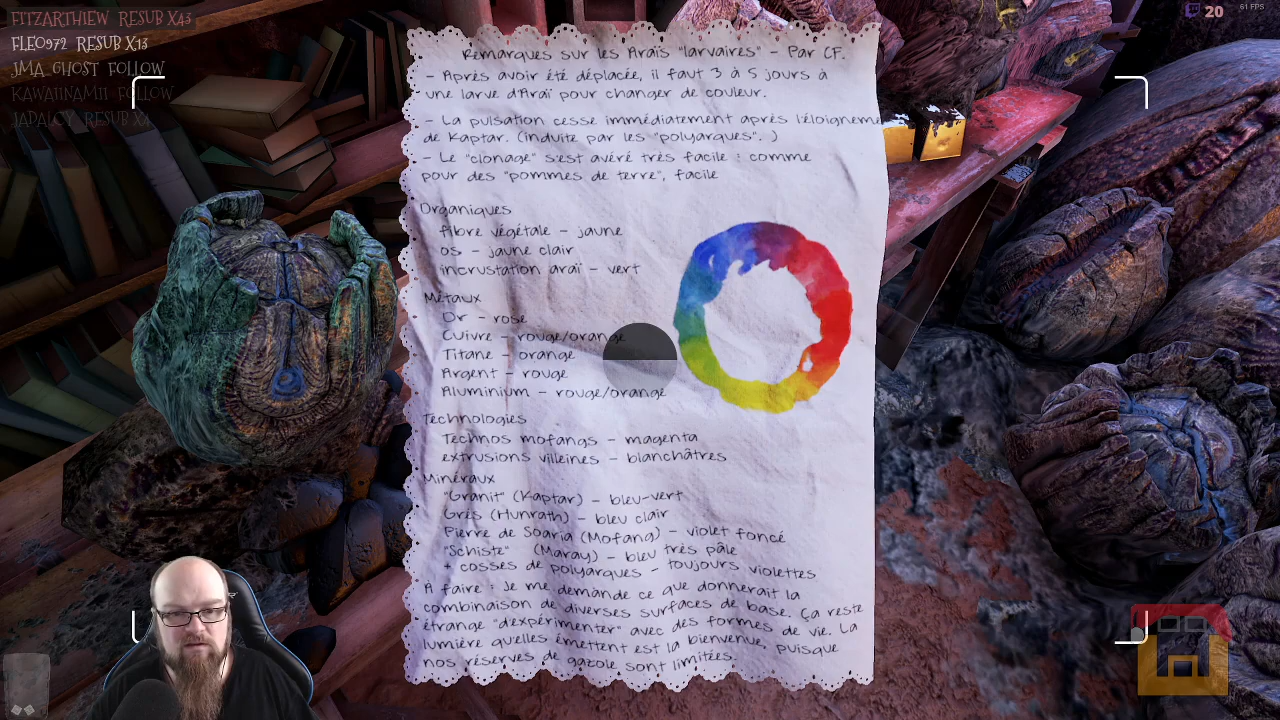 FITZARTHIEW RESUB X43
FLEO972 RESUB X13
JMA_GHOST FOLLOW
KAWAIINAMII FOLLOW
JAPALCY RESUB X4
20
61 FPS
Remarques sur les Araïs "larvaires" - Par CF.
- Après avoir été déplacée, il faut 3 à 5 jours à
une larve d'Araï pour changer de couleur.
- La pulsation cesse immédiatement après l'éloigneme
de Kaptar. (induite par les "polyarques". )
- Le "clonage" s'est avéré très facile : comme
pour des "pommes de terre", facile
Organiques
fibre végétale - jaune
os - jaune clair
incrustation araï - vert
Métaux
Or - rose
Cuivre - rouge/orange
Titane - orange
Argent - rouge
Aluminium - rouge/orange
Technologies
Technos mofangs - magenta
extrusions villeines - blanchâtres
Minéraux
"Granit" (Kaptar) - bleu-vert
Grès (Hunrath) - bleu clair
Pierre de Soaria (Mofang) - violet foncé
"Schiste" (Maray) - bleu très pâle
+ cosses de polyarques - toujours violettes
À faire : Je me demande ce que donnerait la
combinaison de diverses surfaces de base. Ça reste
étrange "d'expérimenter" avec des formes de vie. La
lumière qu'elles émettent est la bienvenue, puisque
nos réserves de gazole sont limitées.